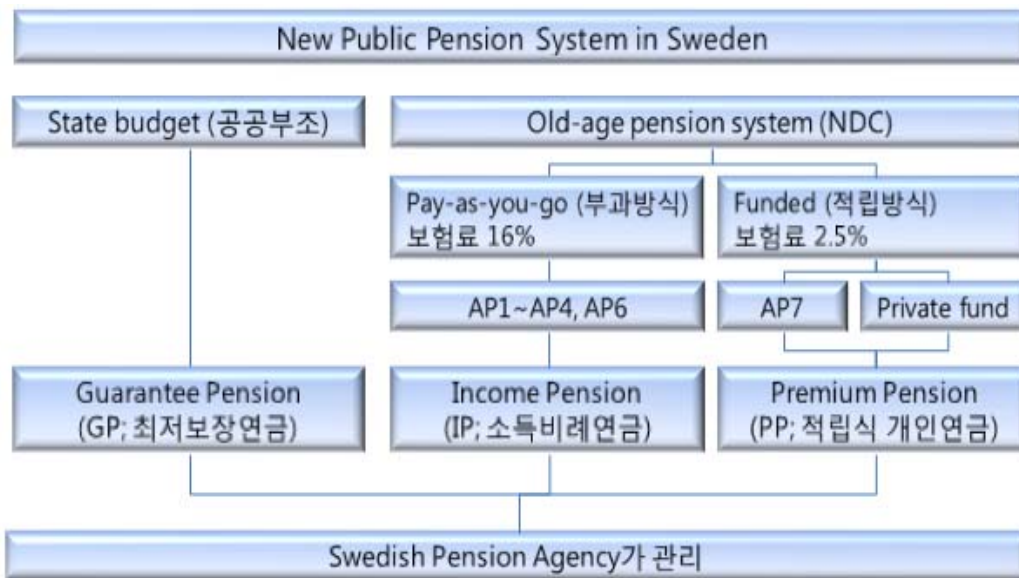 New Public Pension System in Sweden
State budget (공공부조)
Old-age pension system (NDC)
Pay-as-you-go (부과방식)
보험료 16%
Funded (적립방식)
보험료 2.5%
AP1~AP4, AP6
AP7
Private fund
Guarantee Pension
(GP; 최저보장연금)
Income Pension
(IP; 소득비례연금)
Premium Pension
(PP; 적립식 개인연금)
Swedish Pension Agency가 관리